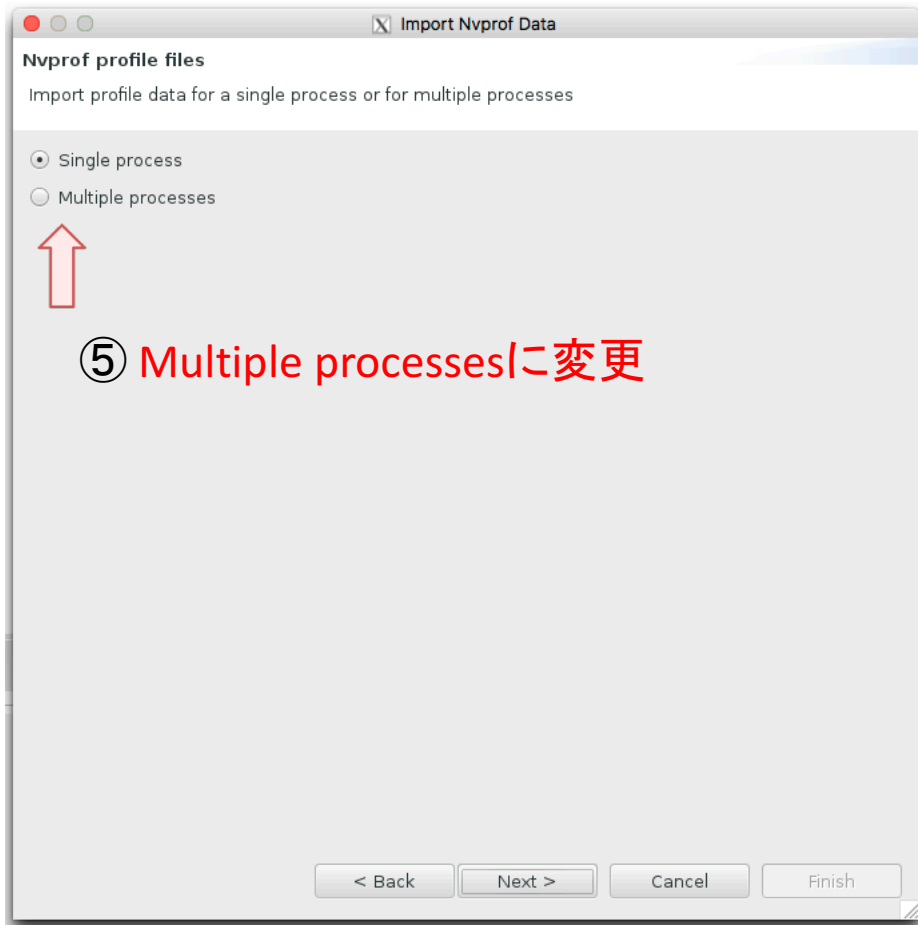 Import Nvprof Data
Nvprof profile files
Import profile data for a single process or for multiple processes
Single process
Multiple processes
⑤ Multiple processesに変更
< Back Next > Cancel Finish